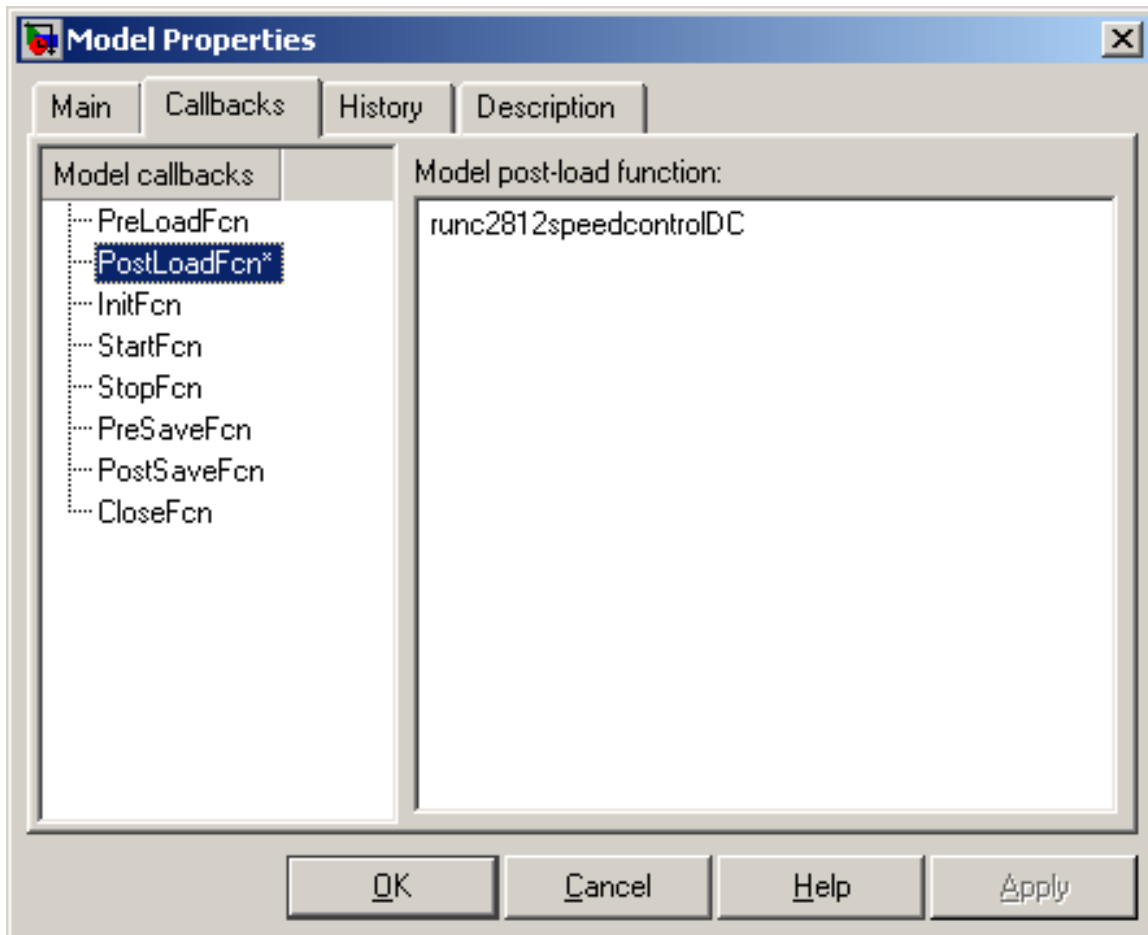 Model Properties
Main Callbacks History Description
Model callbacks
PreLoadFcn
PostLoadFcn*
InitFcn
StartFcn
StopFcn
PreSaveFcn
PostSaveFcn
CloseFcn
Model post-load function:
runc2812speedcontrolDC
OK Cancel Help Apply